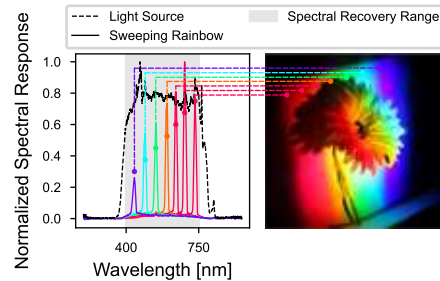 Light Source
Spectral Recovery Range
Sweeping Rainbow
Normalized Spectral Response
1.0
0.8
0.6
0.4
0.2
0.0
400
750
Wavelength [nm]